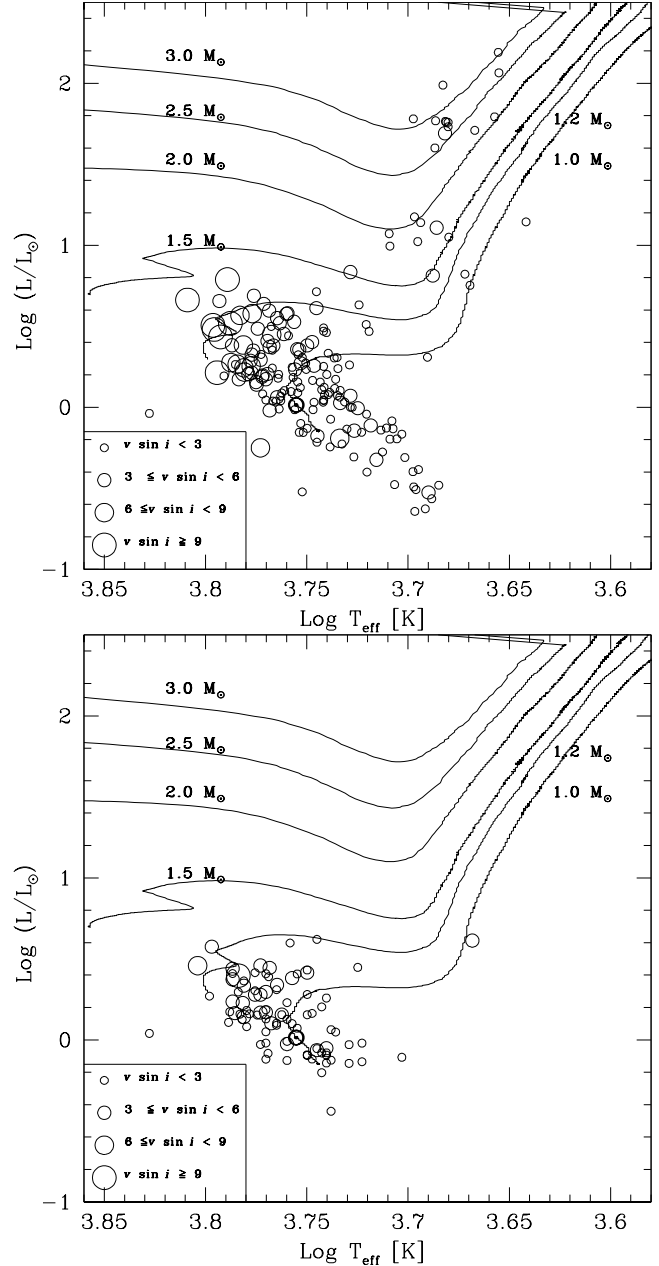 3.0 M⊙
2
2.5 M⊙
1.2 M⊙
2.0 M⊙
1.0 M⊙
1.5 M⊙
1
Log (L/L⊙)
0
v sin i < 3
3 ≤ v sin i < 6
6 ≤v sin i < 9
v sin i ≧ 9
−1
3.85 3.8 3.75 3.7 3.65 3.6
Log Teff [K]
3.0 M⊙
2
2.5 M⊙
1.2 M⊙
2.0 M⊙
1.0 M⊙
1.5 M⊙
1
Log (L/L⊙)
0
v sin i < 3
3 ≤ v sin i < 6
6 ≤v sin i < 9
v sin i ≧ 9
−1
3.85 3.8 3.75 3.7 3.65 3.6
Log Teff [K]